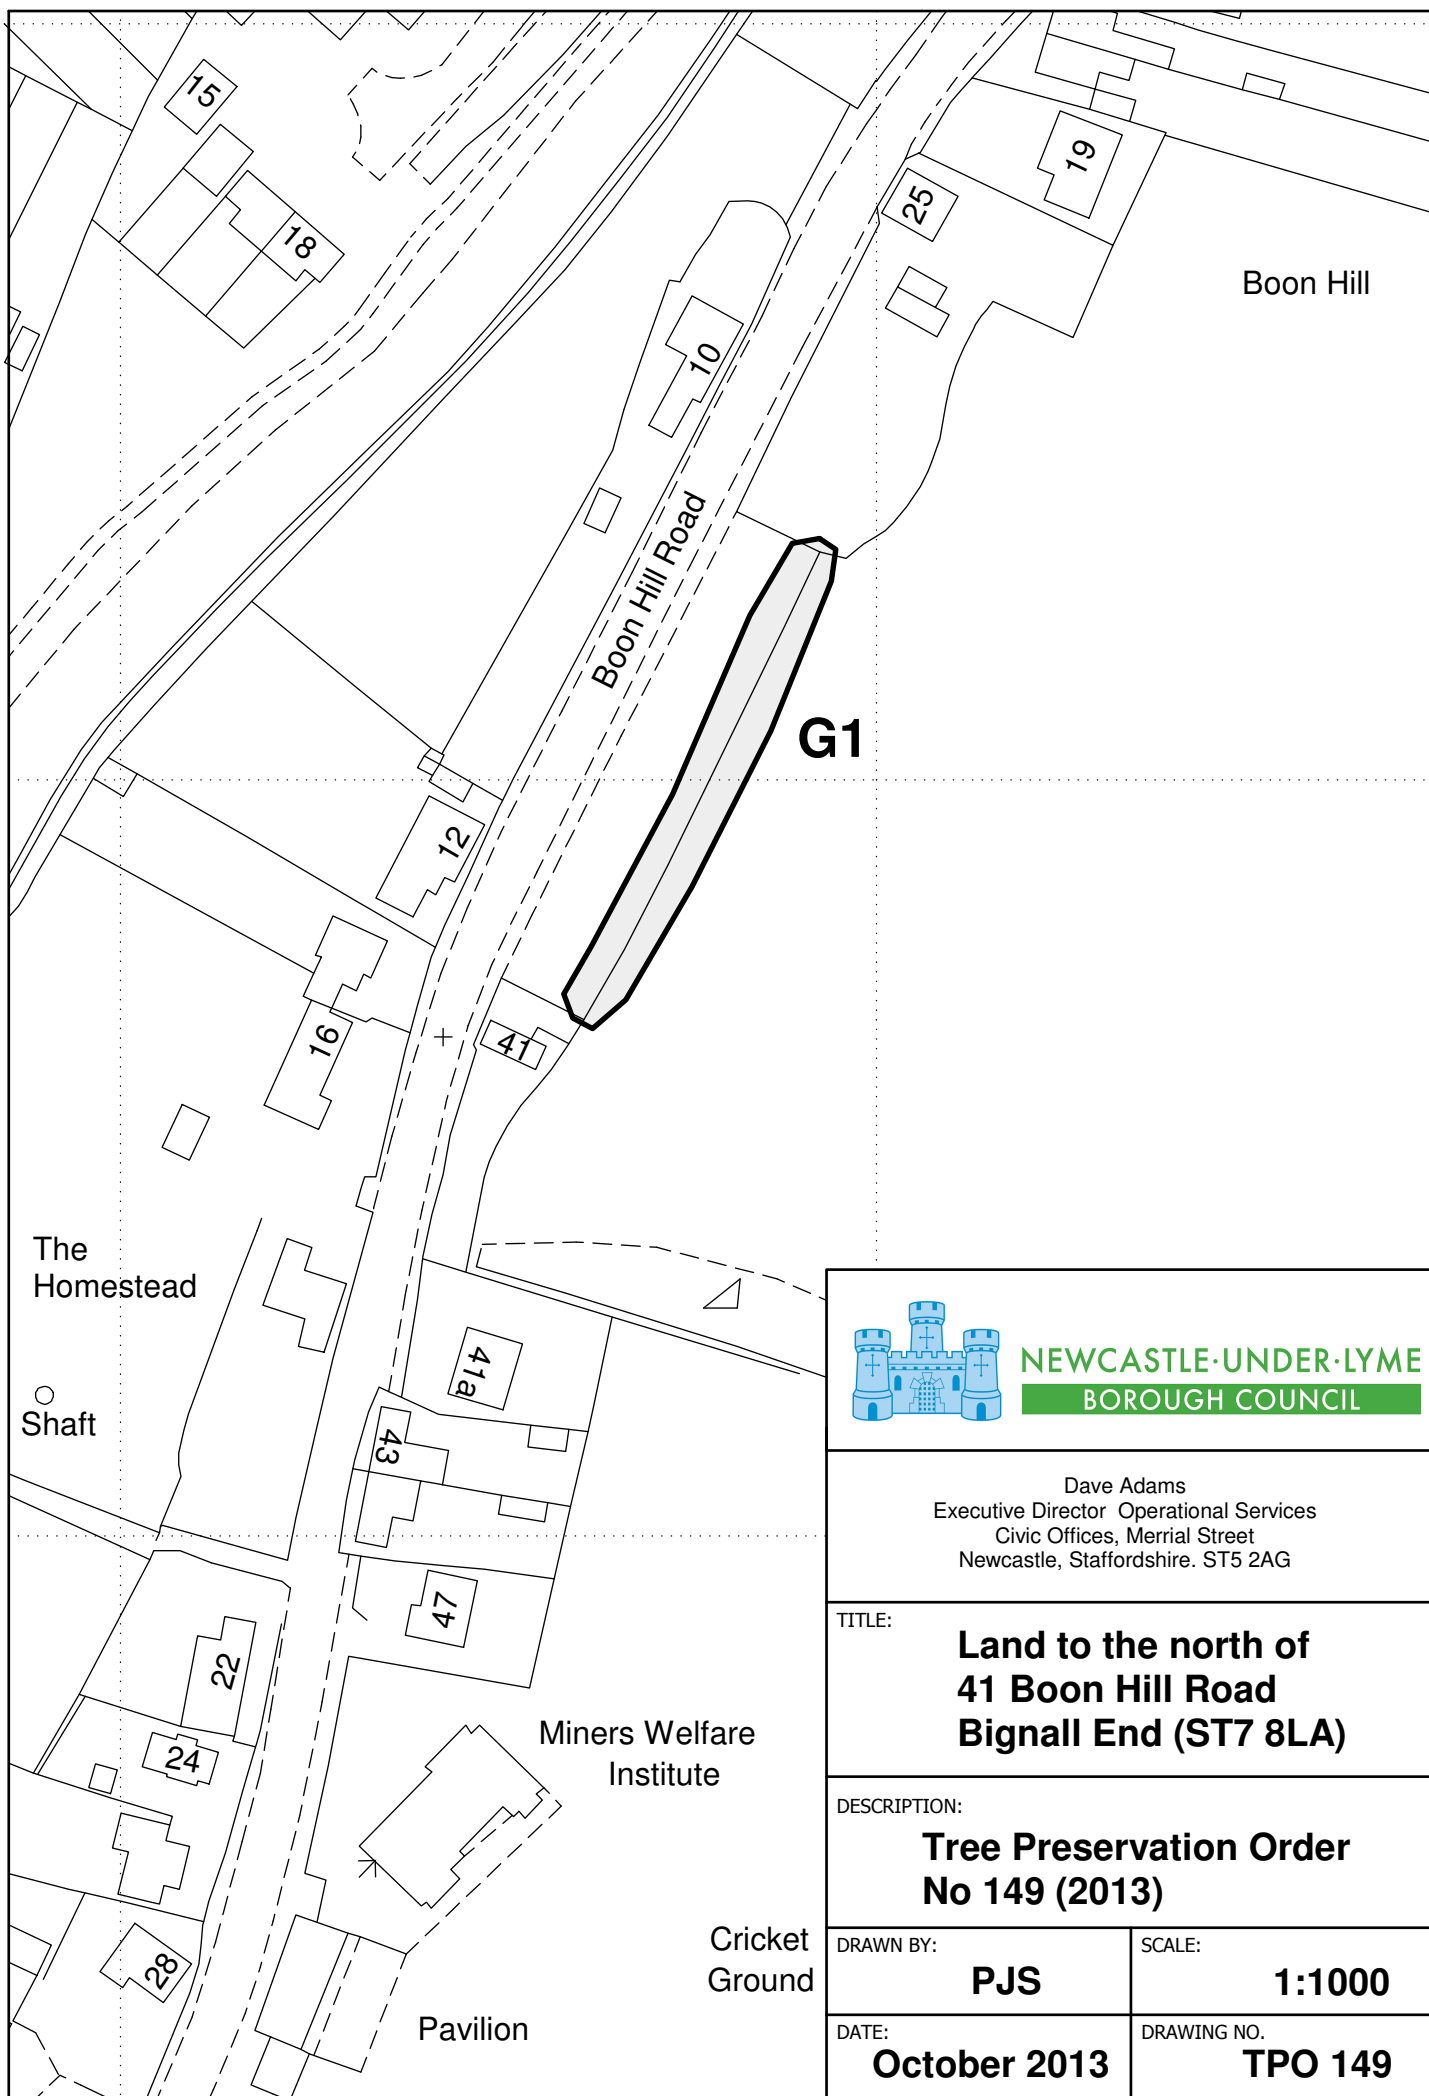 15
18
19
25
Boon Hill
10
Boon Hill Road
G1
12
16
41
The
Homestead
Shaft
41a
43
47
22
24
28
Miners Welfare
Institute
Cricket
Ground
Pavilion
NEWCASTLE·UNDER·LYME
BOROUGH COUNCIL
Dave Adams
Executive Director Operational Services
Civic Offices, Merrial Street
Newcastle, Staffordshire. ST5 2AG
TITLE:
Land to the north of
41 Boon Hill Road
Bignall End (ST7 8LA)
DESCRIPTION:
Tree Preservation Order
No 149 (2013)
DRAWN BY:
PJS
SCALE:
1:1000
DATE:
October 2013
DRAWING NO.
TPO 149